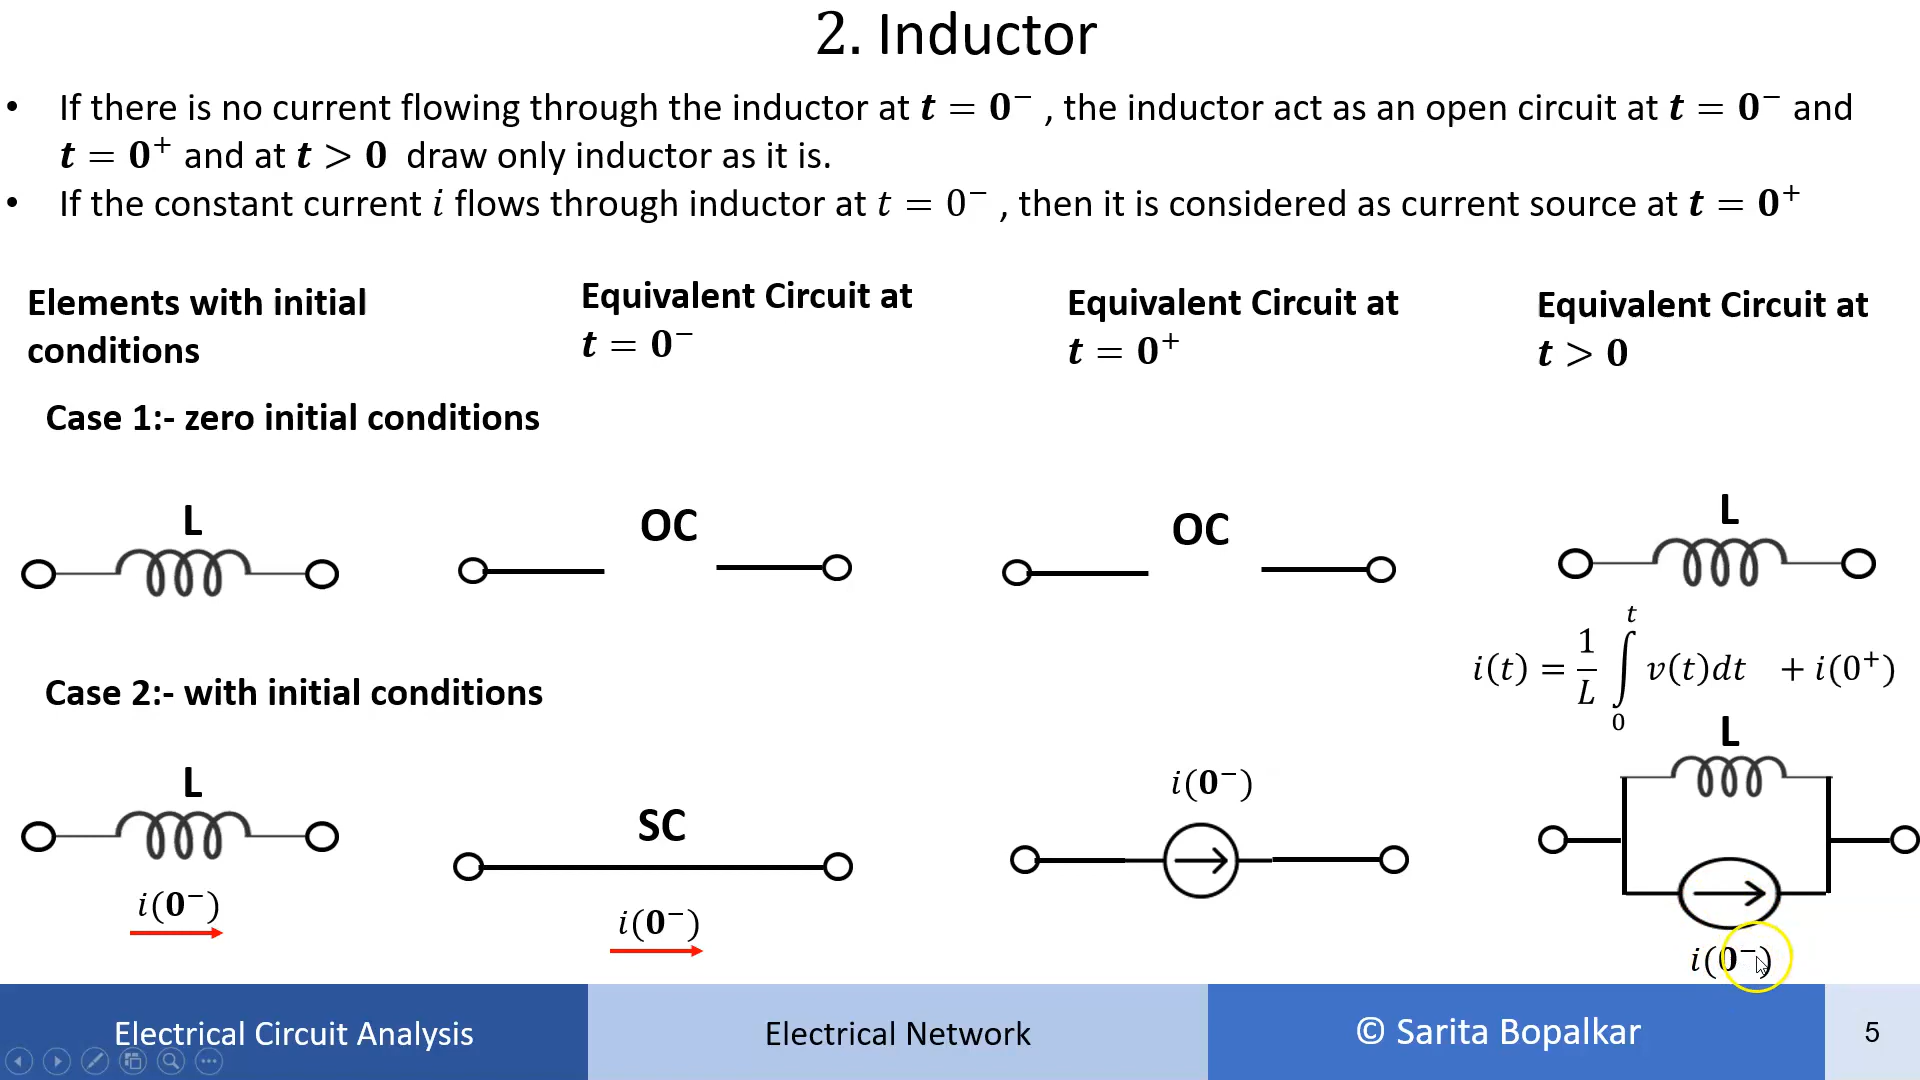 2. Inductor
• If there is no current flowing through the inductor at t = 0⁻ , the inductor act as an open circuit at t = 0⁻ and
t = 0⁺ and at t > 0 draw only inductor as it is.
• If the constant current i flows through inductor at t = 0⁻ , then it is considered as current source at t = 0⁺
Elements with initial
conditions
Equivalent Circuit at
t = 0⁻
Equivalent Circuit at
t = 0⁺
Equivalent Circuit at
t > 0
Case 1:- zero initial conditions
L
OC
OC
L
i(t) = 1/L ∫₀ᵗ v(t)dt + i(0⁺)
Case 2:- with initial conditions
L
i(0⁻)
SC
i(0⁻)
i(0⁻)
L
i(0⁻)
Electrical Circuit Analysis
Electrical Network
© Sarita Bopalkar
5